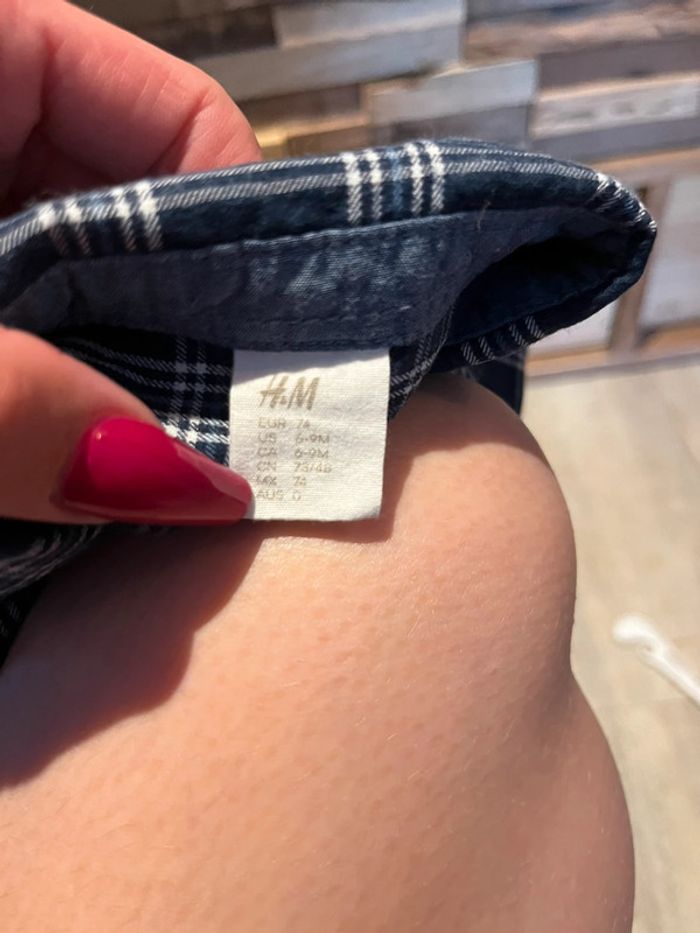 H&M
EUR 74
US 6-9M
CA 6-9M
CN 73/48
MX 74
AUS 0